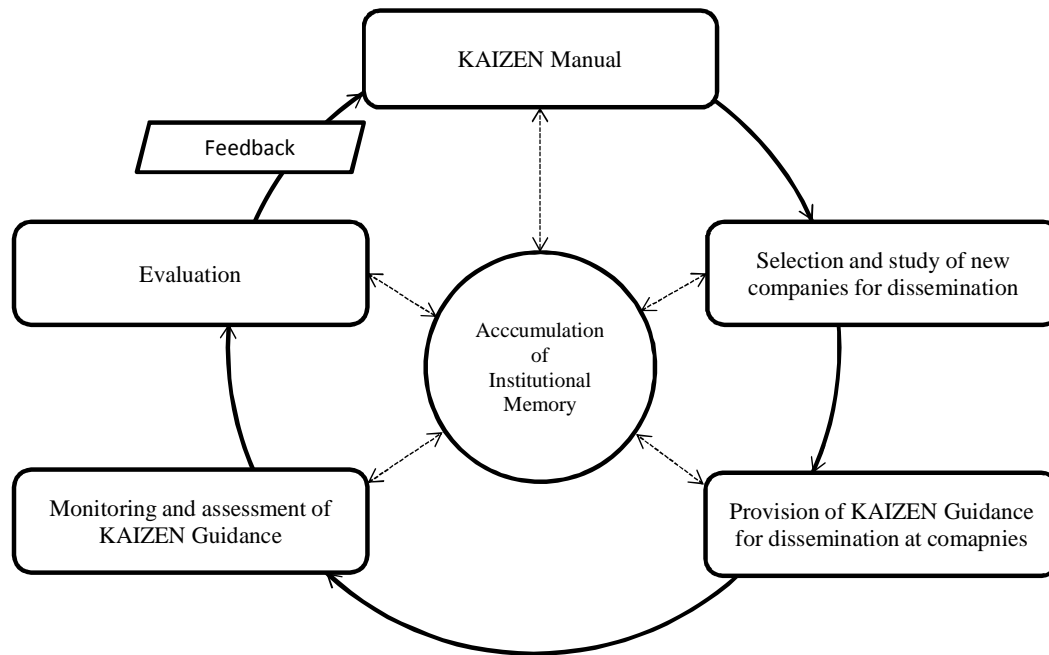 KAIZEN Manual
Feedback
Evaluation
Selection and study of new
companies for dissemination
Acccumulation
of
Institutional
Memory
Monitoring and assessment of
KAIZEN Guidance
Provision of KAIZEN Guidance
for dissemination at comapnies